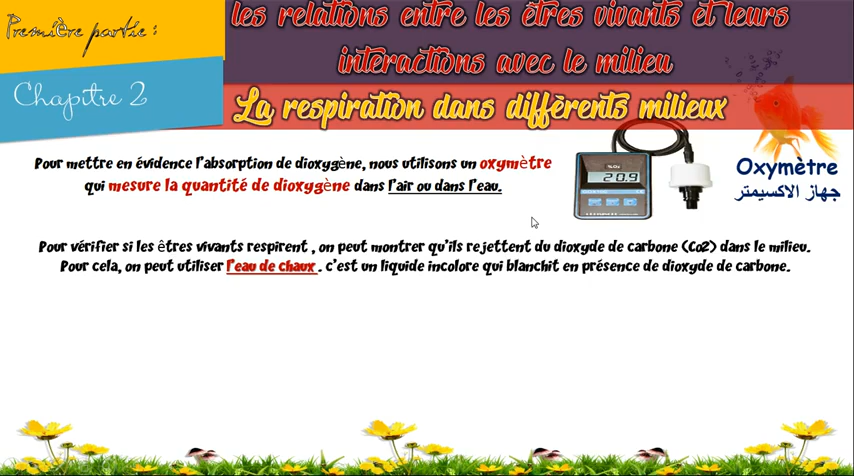 Première partie :
Chapitre 2
les relations entre les êtres vivants et leurs
interactions avec le milieu
La respiration dans différents milieux
Pour mettre en évidence l'absorption de dioxygène, nous utilisons un oxymètre
qui mesure la quantité de dioxygène dans l'air ou dans l'eau.
%O₂
20.9
Oxymètre
جهاز الاكسيمتر
Pour vérifier si les êtres vivants respirent , on peut montrer qu'ils rejettent du dioxyde de carbone (Co2) dans le milieu.
Pour cela, on peut utiliser l'eau de chaux , c'est un liquide incolore qui blanchit en présence de dioxyde de carbone.